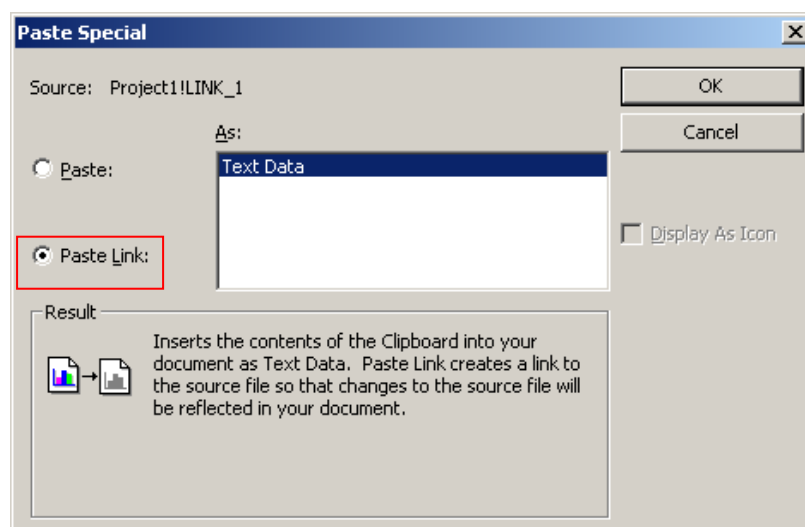 Paste Special
Source: Project1!LINK_1
OK
As:
Cancel
Paste:
Text Data
Display As Icon
Paste Link:
Result
Inserts the contents of the Clipboard into your
document as Text Data. Paste Link creates a link to
the source file so that changes to the source file will
be reflected in your document.